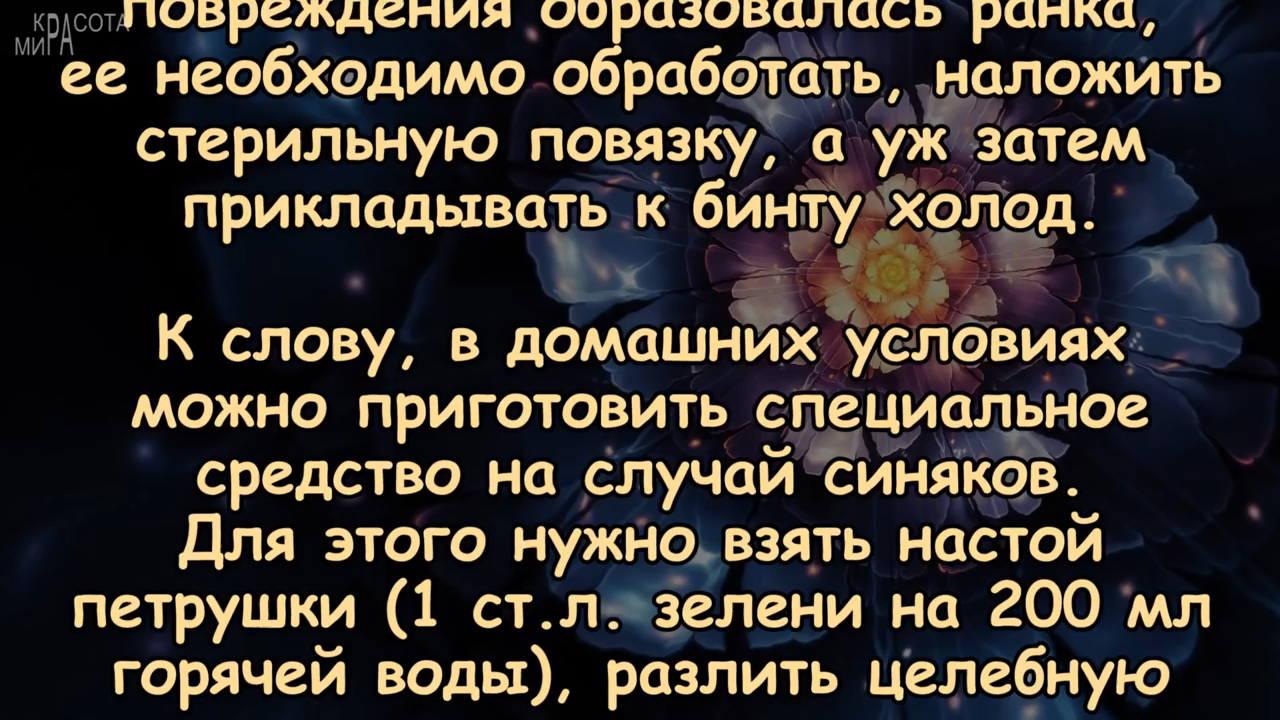 КРАСОТА
МИРА
повреждения образовалась ранка,
ее необходимо обработать, наложить
стерильную повязку, а уж затем
прикладывать к бинту холод.
К слову, в домашних условиях
можно приготовить специальное
средство на случай синяков.
Для этого нужно взять настой
петрушки (1 ст.л. зелени на 200 мл
горячей воды), разлить целебную